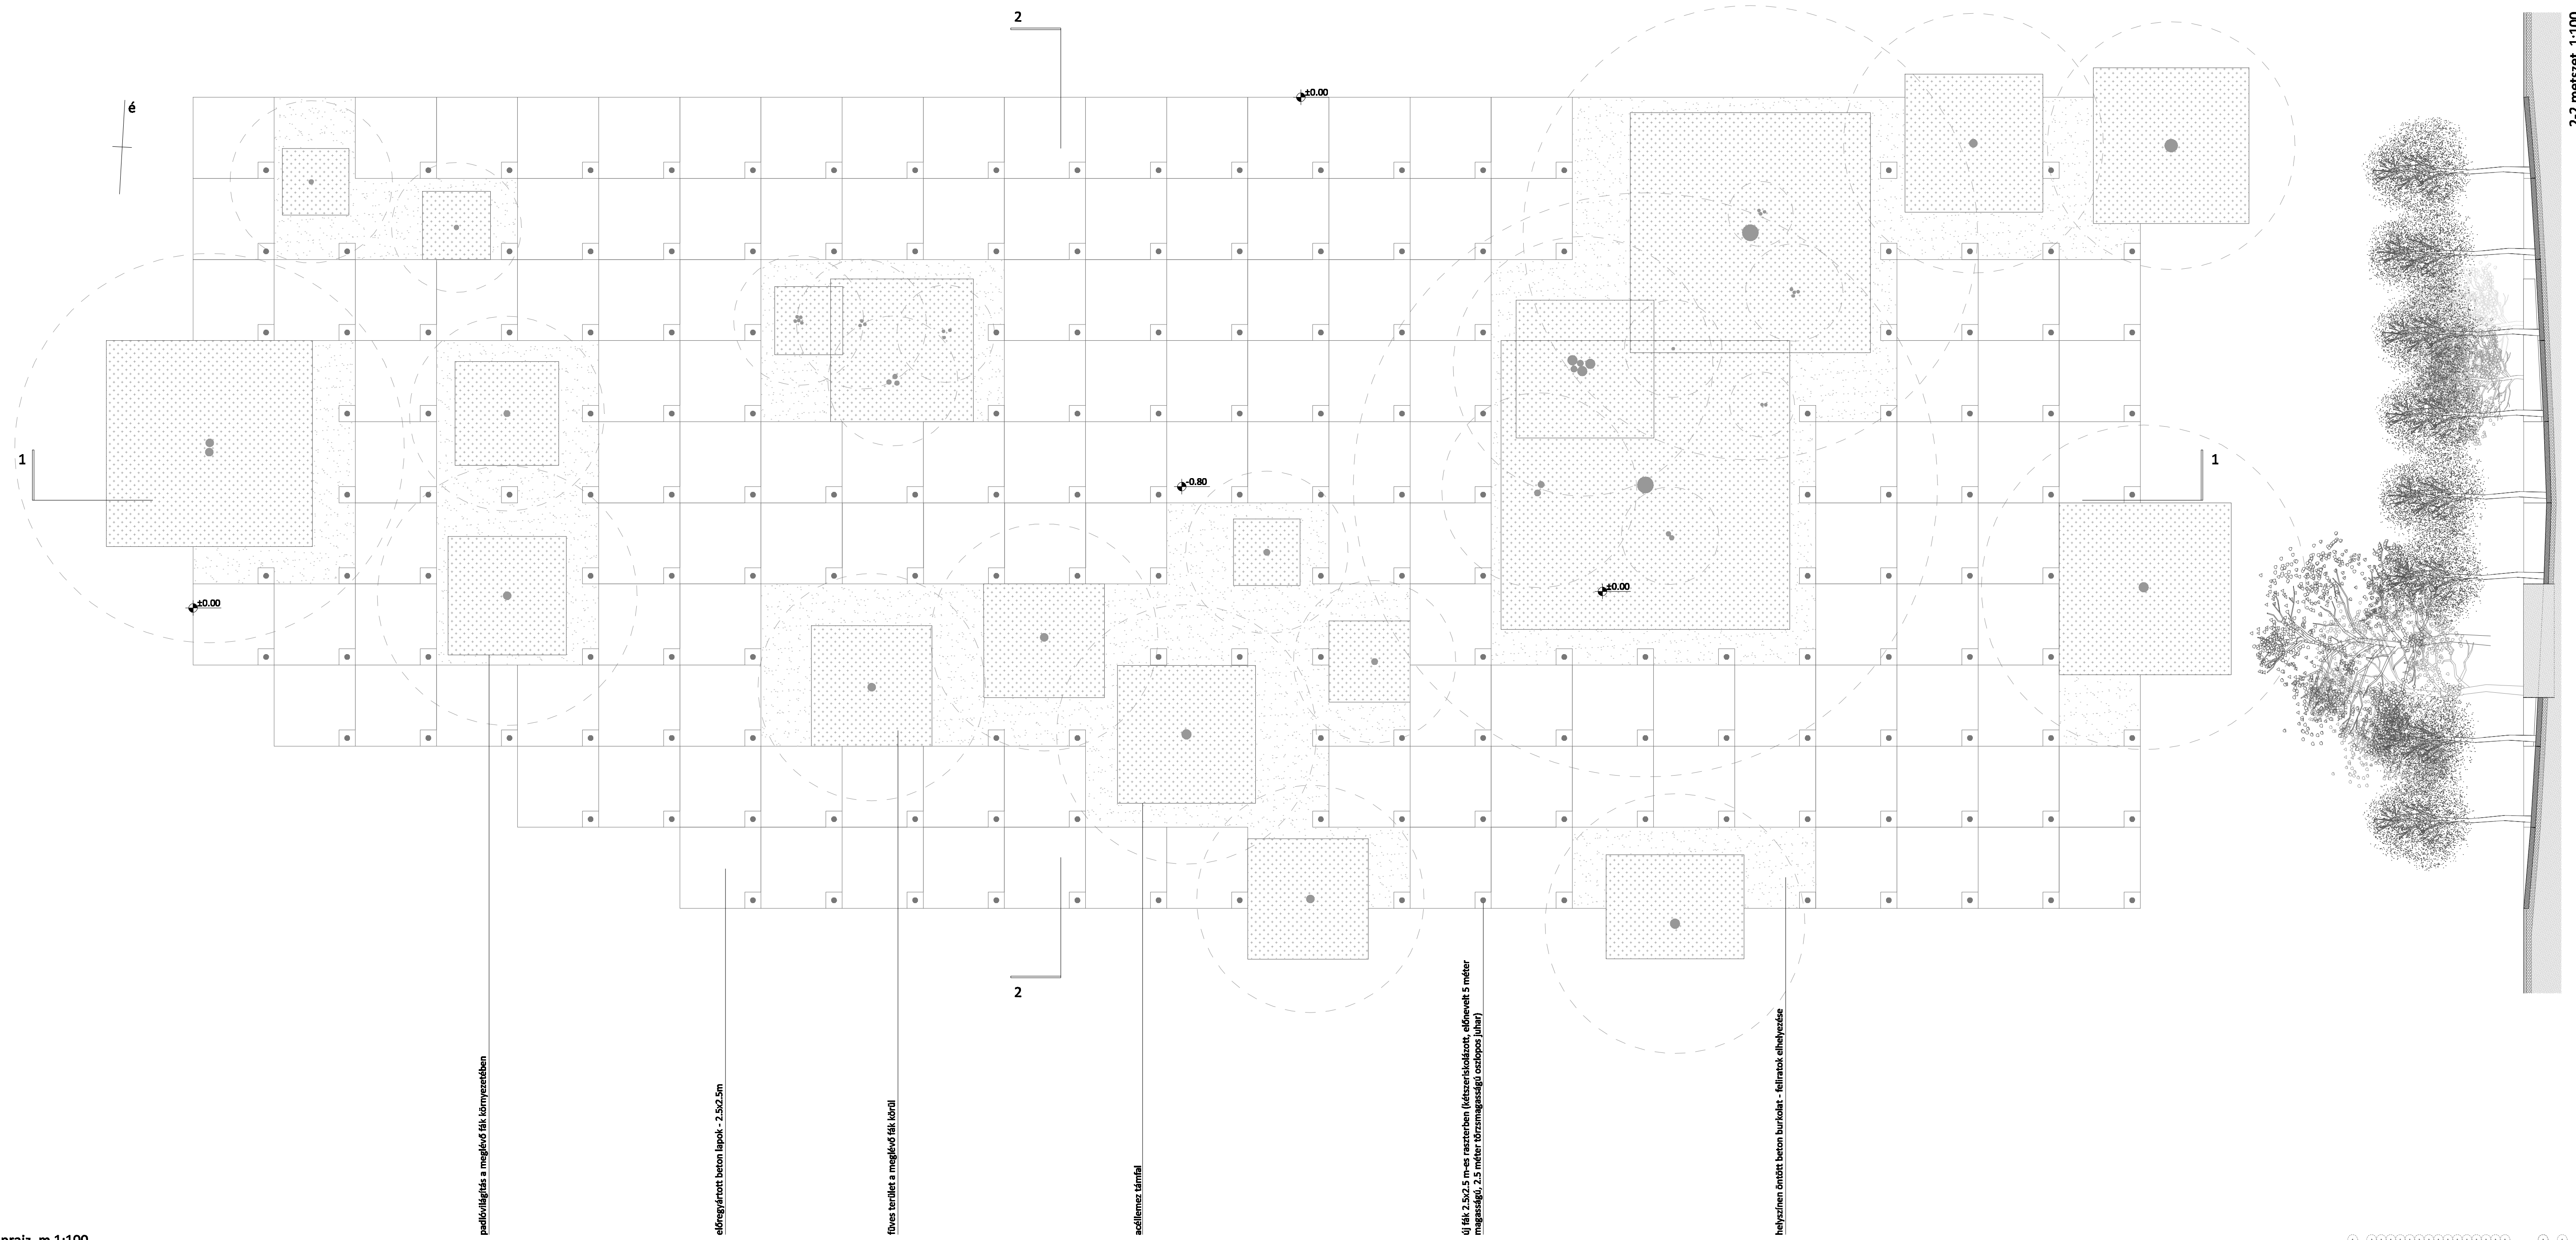 2
2-2 metszet 1:100
é
±0.00
1
1
-0.80
±0.00
±0.00
2
padlóvilágítás a meglévő fák környezetében
előregyártott beton lapok - 2.5x2.5m
füves terület a meglévő fák körül
acéllemez támfal
új fák 2.5x2.5 m-es raszterben (kétszeriskolázott, előnevelt 5 méter
magasságú, 2.5 méter törzsmagasságú oszlopos juhar)
helyszínen öntött beton burkolat - feliratok elhelyezése
m 1:100